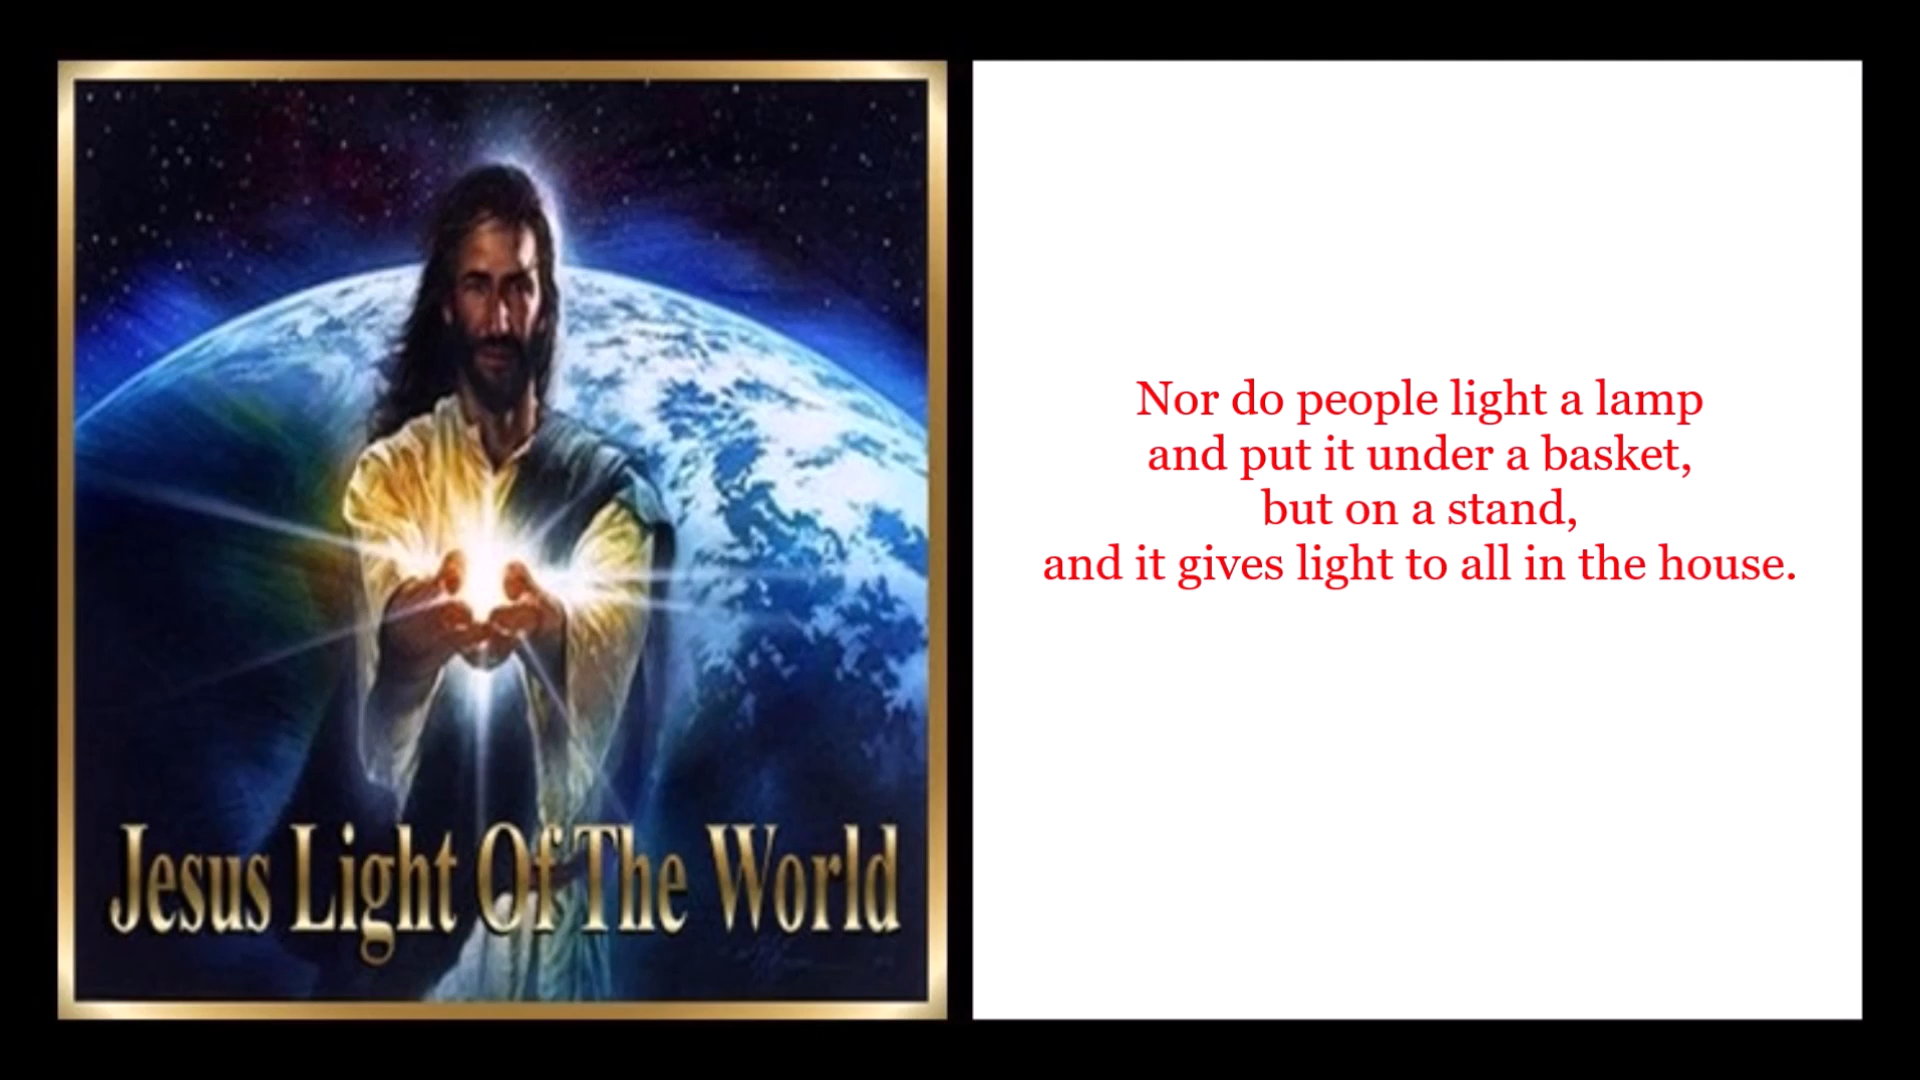 Jesus Light Of The World
Nor do people light a lamp
and put it under a basket,
but on a stand,
and it gives light to all in the house.